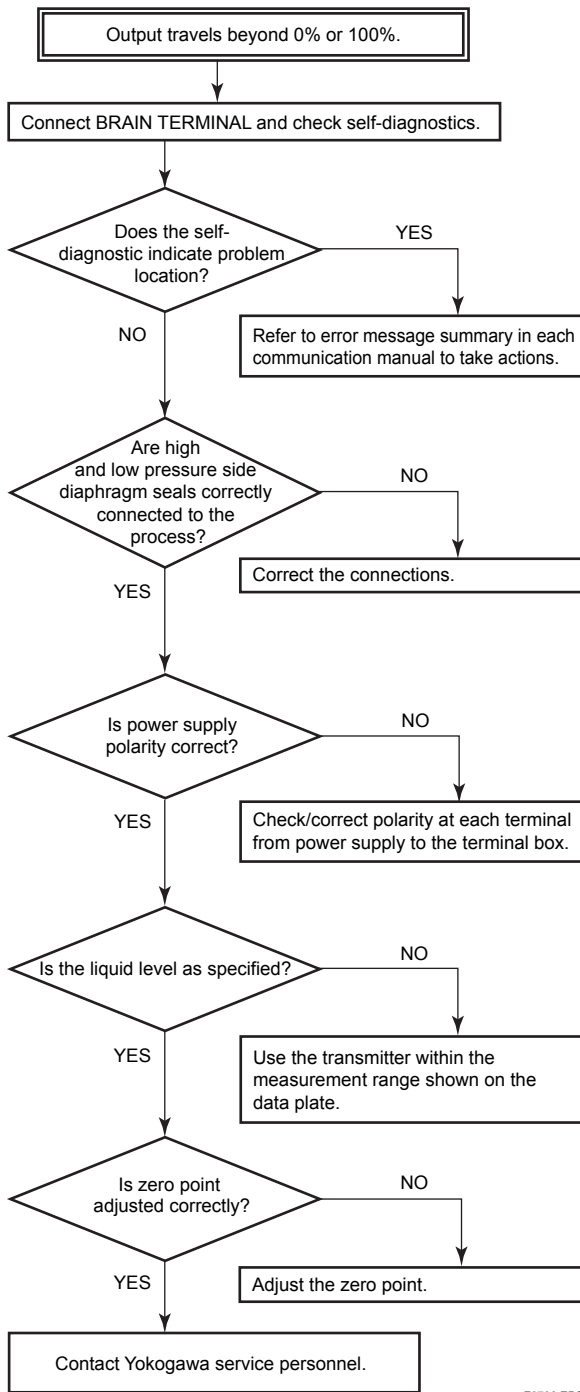 Output travels beyond 0% or 100%.
Connect BRAIN TERMINAL and check self-diagnostics.
Does the self-
diagnostic indicate problem
location?
YES
NO
Refer to error message summary in each
communication manual to take actions.
Are high
and low pressure side
diaphragm seals correctly
connected to the
process?
NO
YES
Correct the connections.
Is power supply
polarity correct?
NO
YES
Check/correct polarity at each terminal
from power supply to the terminal box.
Is the liquid level as specified?
NO
YES
Use the transmitter within the
measurement range shown on the
data plate.
Is zero point
adjusted correctly?
NO
YES
Adjust the zero point.
Contact Yokogawa service personnel.